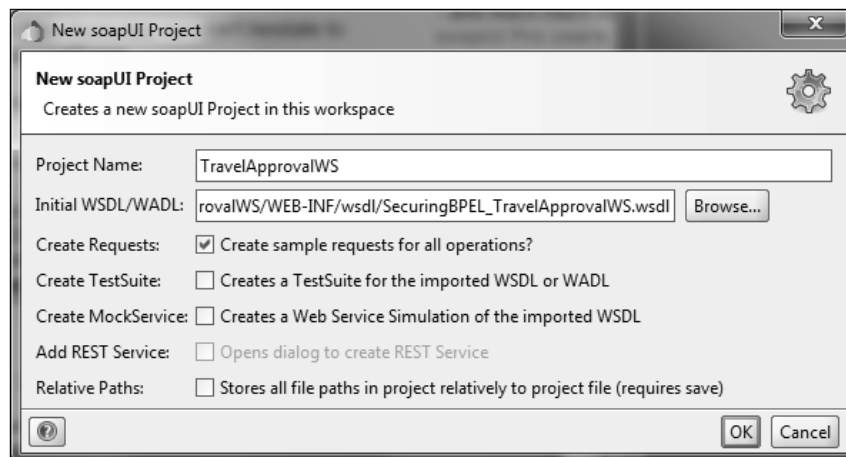 New soapUI Project
New soapUI Project
Creates a new soapUI Project in this workspace
Project Name: TravelApprovalWS
Initial WSDL/WADL: rovalWS/WEB-INF/wsdl/SecuringBPEL_TravelApprovalWS.wsdl Browse...
Create Requests: Create sample requests for all operations?
Create TestSuite: Creates a TestSuite for the imported WSDL or WADL
Create MockService: Creates a Web Service Simulation of the imported WSDL
Add REST Service: Opens dialog to create REST Service
Relative Paths: Stores all file paths in project relatively to project file (requires save)
OK Cancel